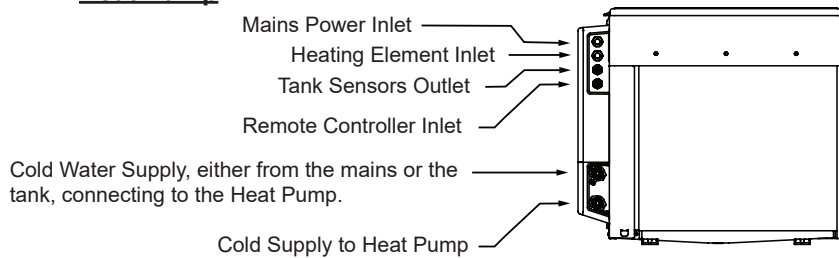 Mains Power Inlet
Heating Element Inlet
Tank Sensors Outlet
Remote Controller Inlet
Cold Water Supply, either from the mains or the
tank, connecting to the Heat Pump.
Cold Supply to Heat Pump